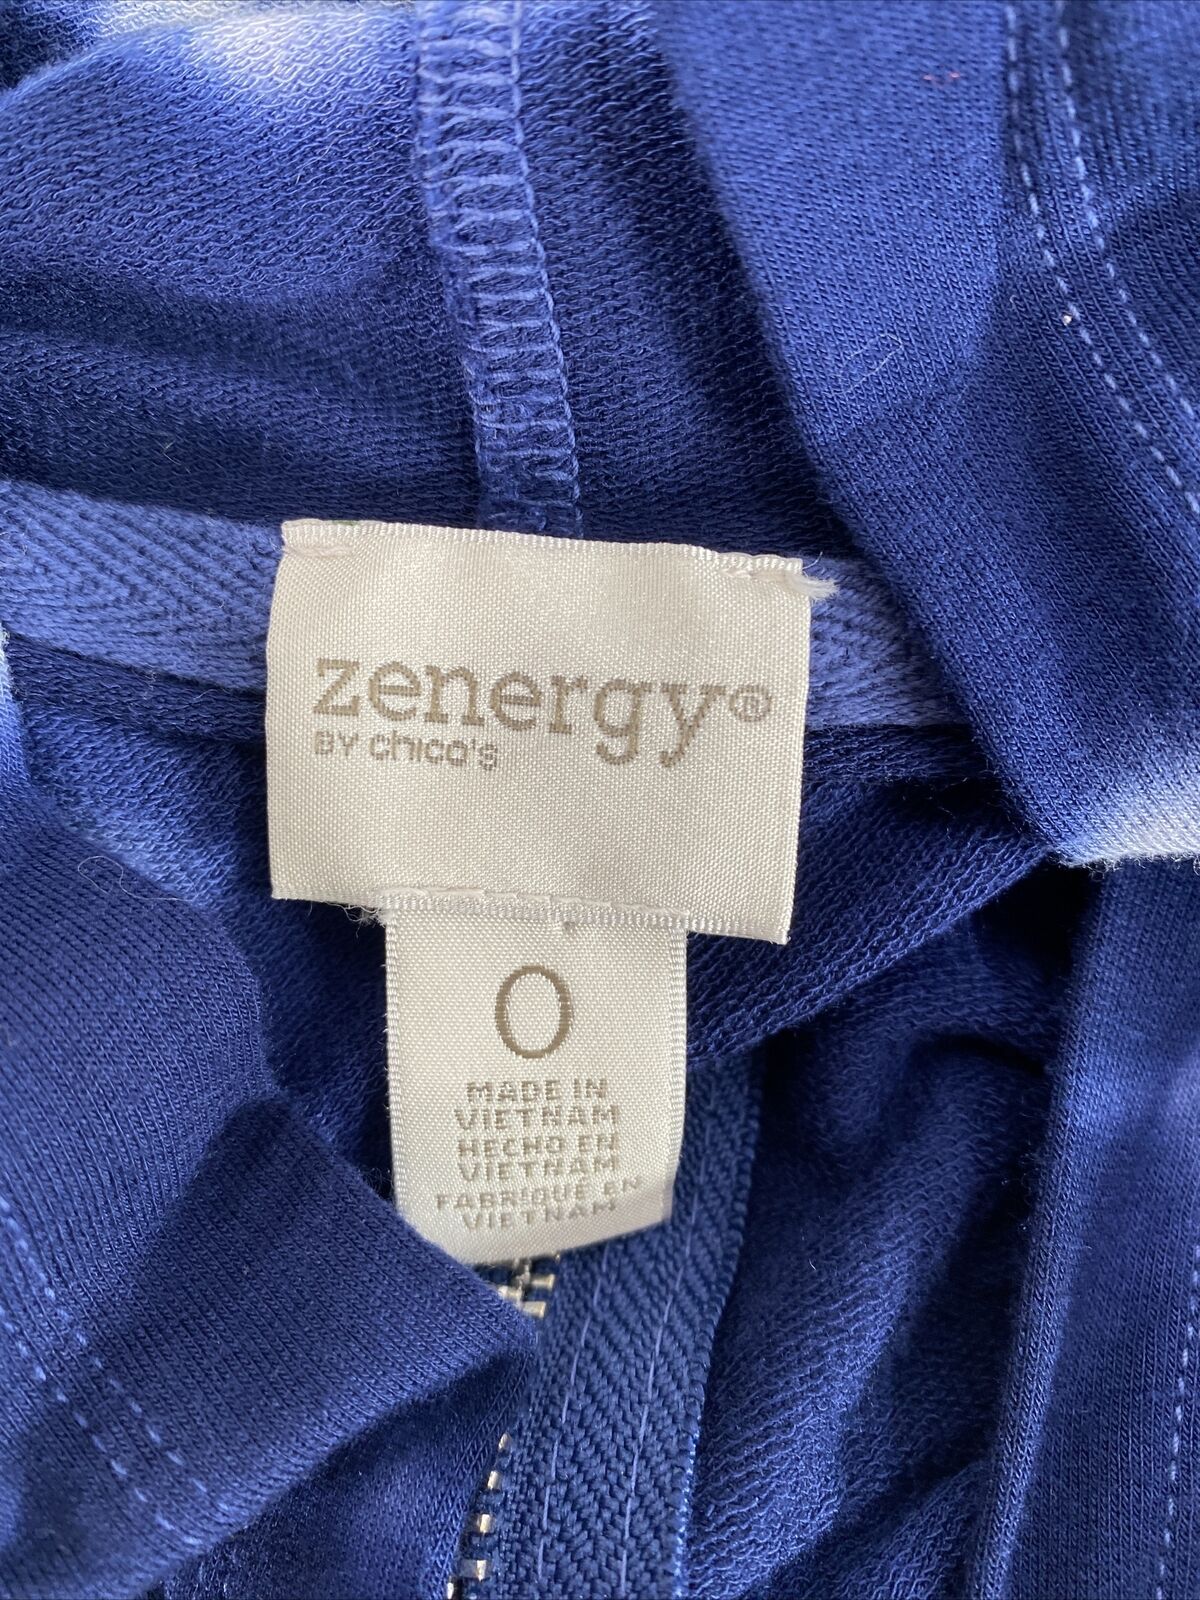 zenergy®
BY chico's
0
MADE IN
VIETNAM
HECHO EN
VIETNAM
FABRIQUÉ EN
VIETNAM